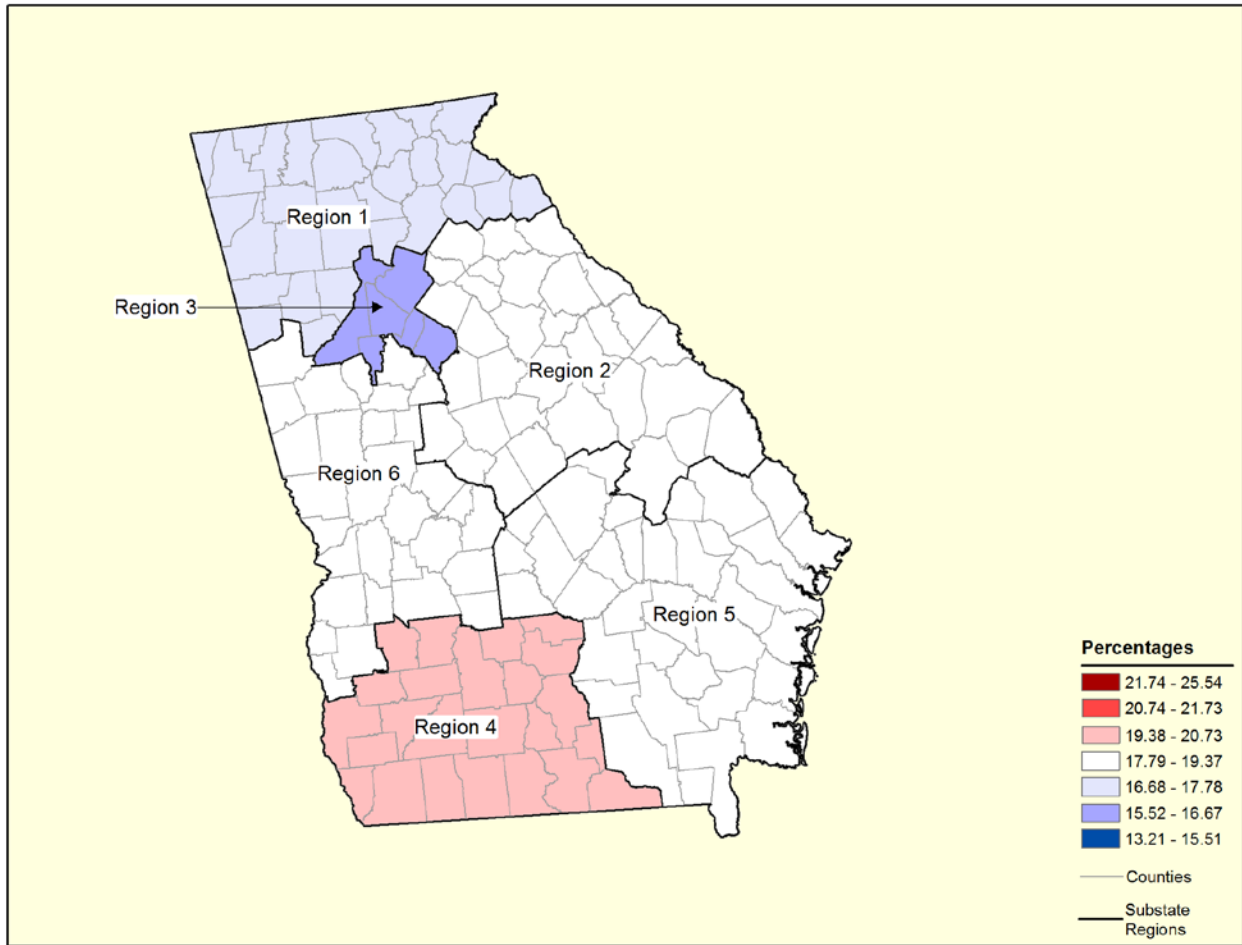 Region 1
Region 3
Region 2
Region 6
Region 5
Region 4
Percentages
21.74 - 25.54
20.74 - 21.73
19.38 - 20.73
17.79 - 19.37
16.68 - 17.78
15.52 - 16.67
13.21 - 15.51
Counties
Substate
Regions